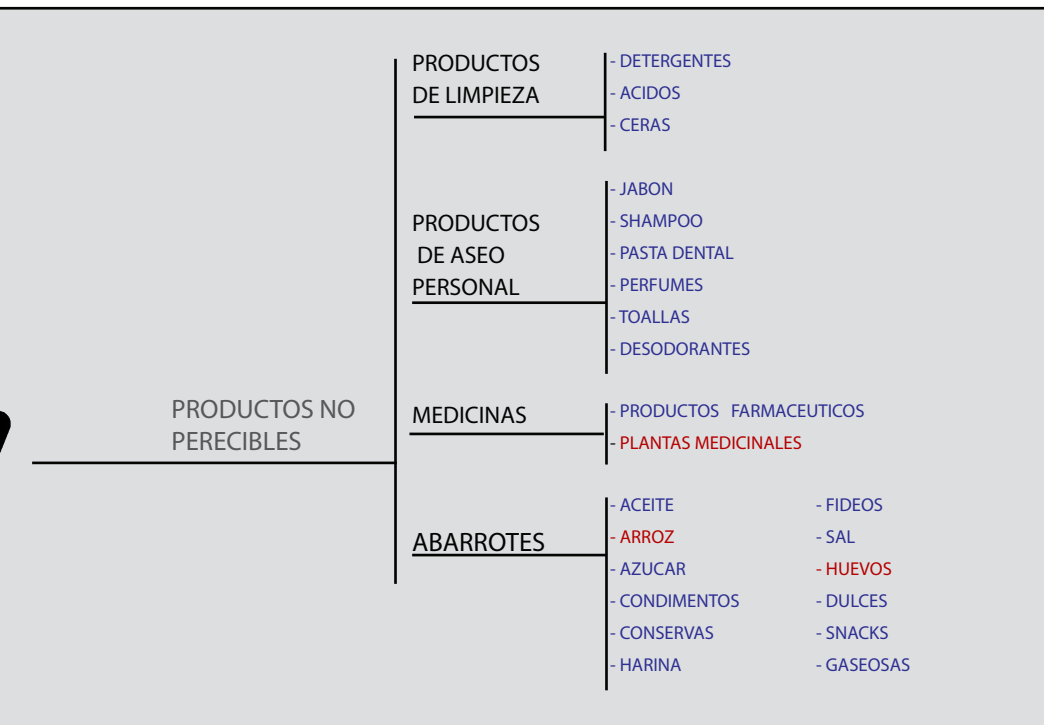 PRODUCTOS NO
PERECIBLES
PRODUCTOS
DE LIMPIEZA
- DETERGENTES
- ACIDOS
- CERAS
PRODUCTOS
DE ASEO
PERSONAL
- JABON
- SHAMPOO
- PASTA DENTAL
- PERFUMES
- TOALLAS
- DESODORANTES
MEDICINAS
- PRODUCTOS FARMACEUTICOS
- PLANTAS MEDICINALES
ABARROTES
- ACEITE
- ARROZ
- AZUCAR
- CONDIMENTOS
- CONSERVAS
- HARINA
- FIDEOS
- SAL
- HUEVOS
- DULCES
- SNACKS
- GASEOSAS